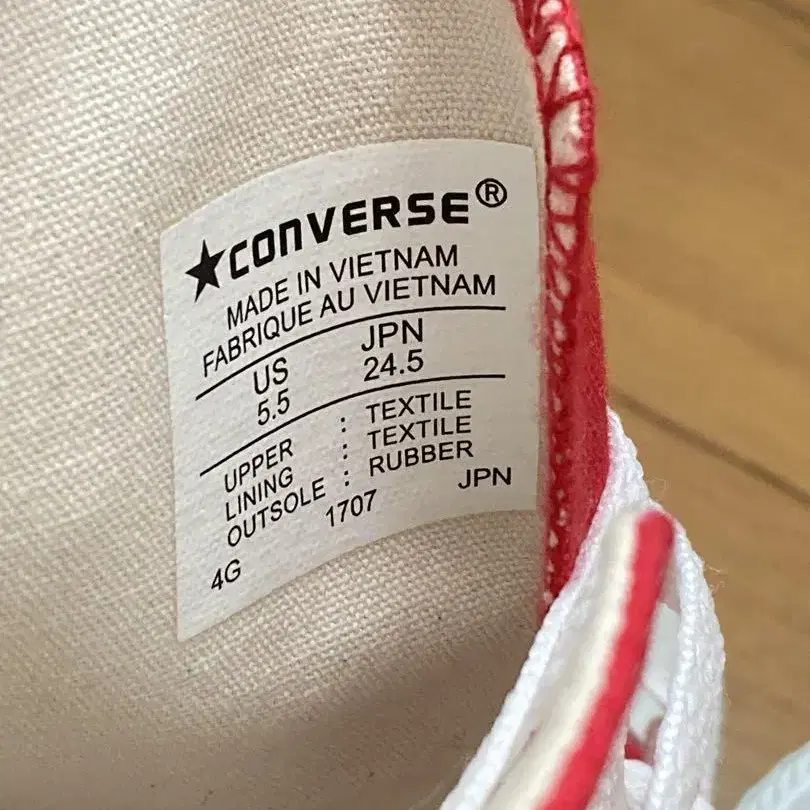 ★CONVERSE®
MADE IN VIETNAM
FABRIQUE AU VIETNAM
US JPN
5.5 24.5
UPPER : TEXTILE
LINING : TEXTILE
OUTSOLE : RUBBER
4G 1707 JPN